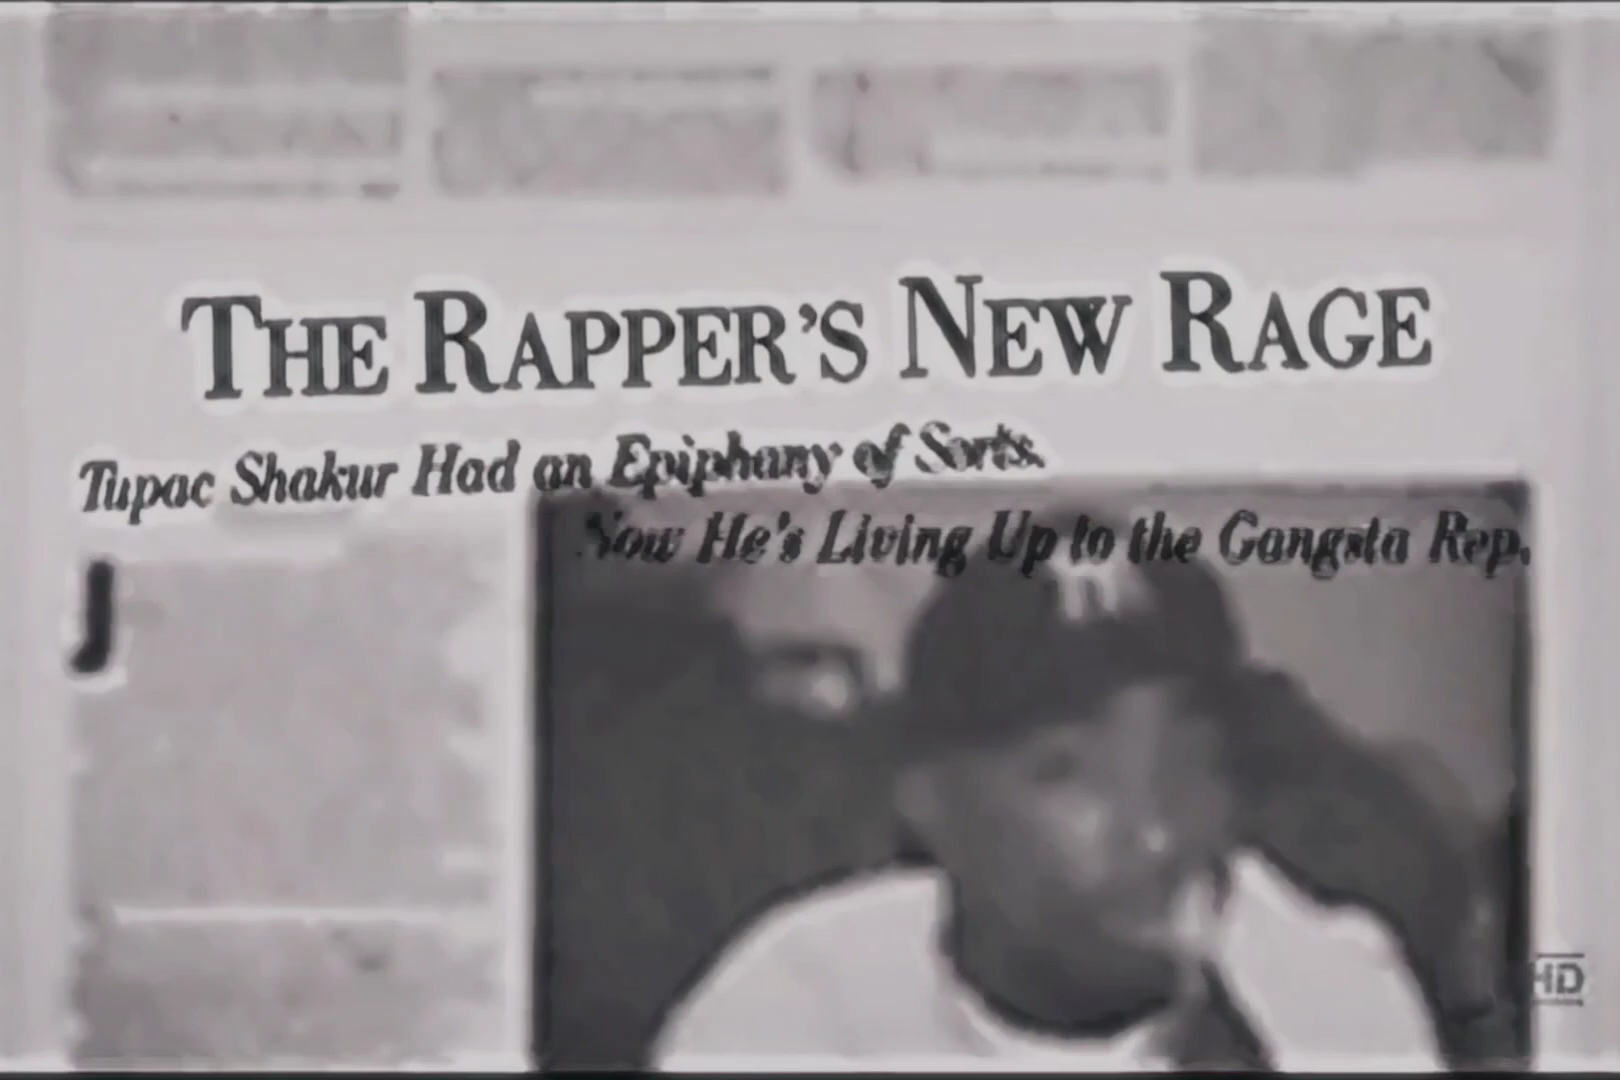 THE RAPPER'S NEW RAGE
Tupac Shakur Had an Epiphany of Sorts.
Now He's Living Up to the Gangsta Rep.
J
HD